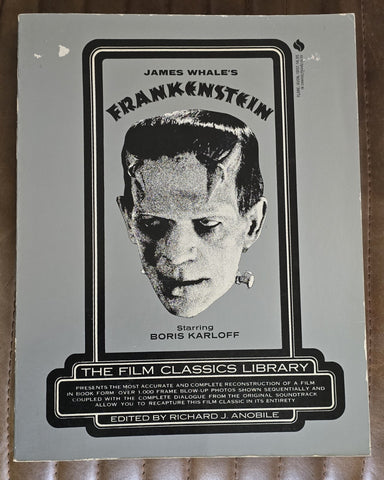 JAMES WHALE'S
FRANKENSTEIN
Starring
BORIS KARLOFF
THE FILM CLASSICS LIBRARY
PRESENTS THE MOST ACCURATE AND COMPLETE RECONSTRUCTION OF A FILM
IN BOOK FORM: OVER 1,000 FRAME BLOW-UP PHOTOS SHOWN SEQUENTIALLY AND
COUPLED WITH THE COMPLETE DIALOGUE FROM THE ORIGINAL SOUNDTRACK
ALLOW YOU TO RECAPTURE THIS FILM CLASSIC IN ITS ENTIRETY
EDITED BY RICHARD J. ANOBILE